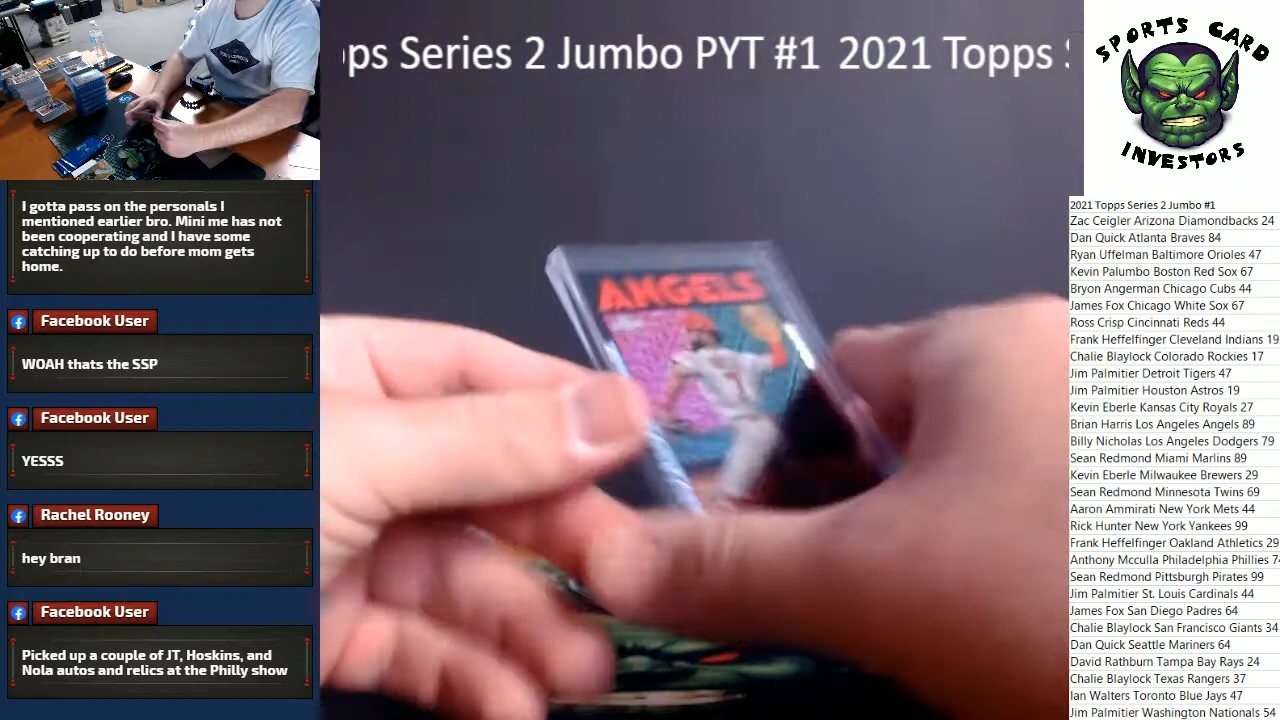 pps Series 2 Jumbo PYT #1 2021 Topps
SPORTS CARD
INVESTORS
ANGELS
I gotta pass on the personals I
mentioned earlier bro. Mini me has not
been cooperating and I have some
catching up to do before mom gets
home.
Facebook User
WOAH thats the SSP
Facebook User
YESSS
Rachel Rooney
hey bran
Facebook User
Picked up a couple of JT, Hoskins, and
Nola autos and relics at the Philly show
2021 Topps Series 2 Jumbo #1
Zac Ceigler Arizona Diamondbacks 24
Dan Quick Atlanta Braves 84
Ryan Uffelman Baltimore Orioles 47
Kevin Palumbo Boston Red Sox 67
Bryon Angerman Chicago Cubs 44
James Fox Chicago White Sox 67
Ross Crisp Cincinnati Reds 44
Frank Heffelfinger Cleveland Indians 19
Chalie Blaylock Colorado Rockies 17
Jim Palmitier Detroit Tigers 47
Jim Palmitier Houston Astros 19
Kevin Eberle Kansas City Royals 27
Brian Harris Los Angeles Angels 89
Billy Nicholas Los Angeles Dodgers 79
Sean Redmond Miami Marlins 89
Kevin Eberle Milwaukee Brewers 29
Sean Redmond Minnesota Twins 69
Aaron Ammirati New York Mets 44
Rick Hunter New York Yankees 99
Frank Heffelfinger Oakland Athletics 29
Anthony Mcculla Philadelphia Phillies 74
Sean Redmond Pittsburgh Pirates 99
Jim Palmitier St. Louis Cardinals 44
James Fox San Diego Padres 64
Chalie Blaylock San Francisco Giants 34
Dan Quick Seattle Mariners 64
David Rathburn Tampa Bay Rays 24
Chalie Blaylock Texas Rangers 37
Ian Walters Toronto Blue Jays 47
Jim Palmitier Washington Nationals 54